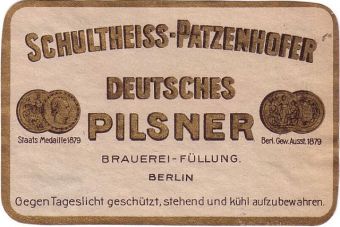 SCHULTHEISS-PATZENHOFER
DEUTSCHES
PILSNER
Staats Medaille 1879
Berl. Gew. Ausst. 1879
BRAUEREI-FÜLLUNG.
BERLIN
Gegen Tageslicht geschützt, stehend und kühl aufzubewahren.